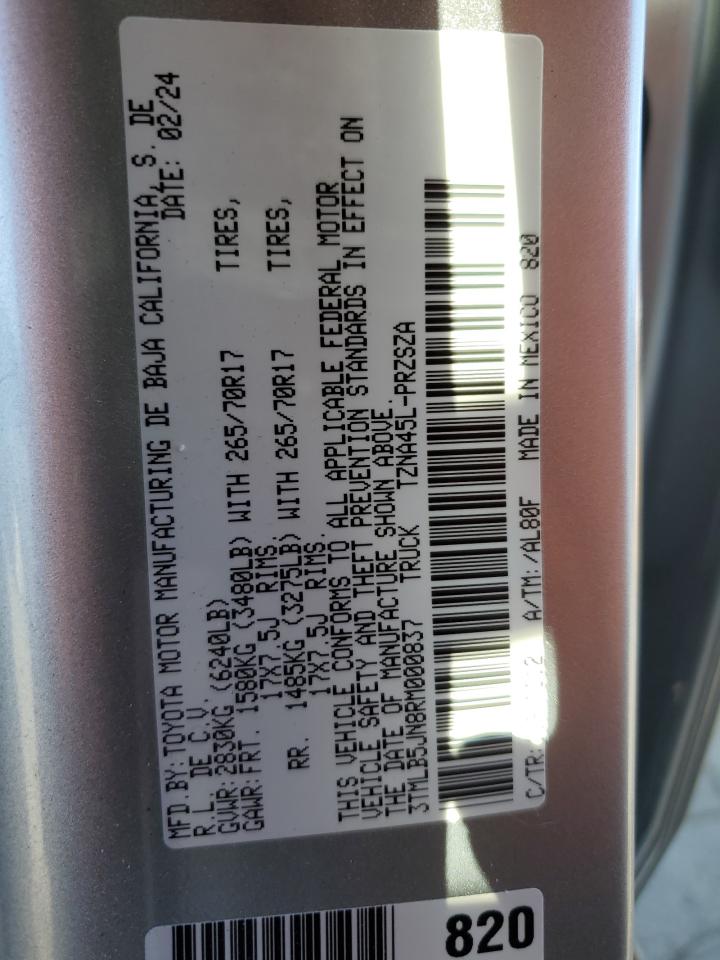 MFD.BY: TOYOTA MOTOR MANUFACTURING DE BAJA CALIFORNIA, S. DE
R.L. DE C.V. DATE: 02/24
GVWR: 2830KG (6240LB)
GAWR: FRT. 1580KG (3480LB) WITH 265/70R17 TIRES,
17X7.5J RIMS.
RR. 1485KG (3275LB) WITH 265/70R17 TIRES,
17X7.5J RIMS.
THIS VEHICLE CONFORMS TO ALL APPLICABLE FEDERAL MOTOR
VEHICLE SAFETY AND THEFT PREVENTION STANDARDS IN EFFECT ON
THE DATE OF MANUFACTURE SHOWN ABOVE.
3TMLB5JN8RM000837 TRUCK TZNA45L-PRZSZA
C/TR: A/TM: /AL80F MADE IN MEXICO 820
820